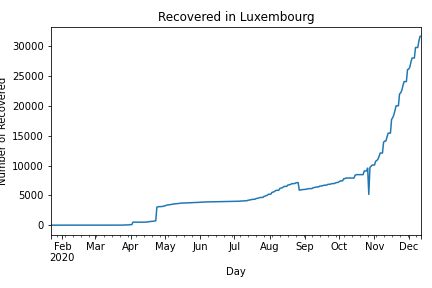 Recovered in Luxembourg
Number of Recovered
30000
25000
20000
15000
10000
5000
0
Feb Mar Apr May Jun Jul Aug Sep Oct Nov Dec
2020
Day